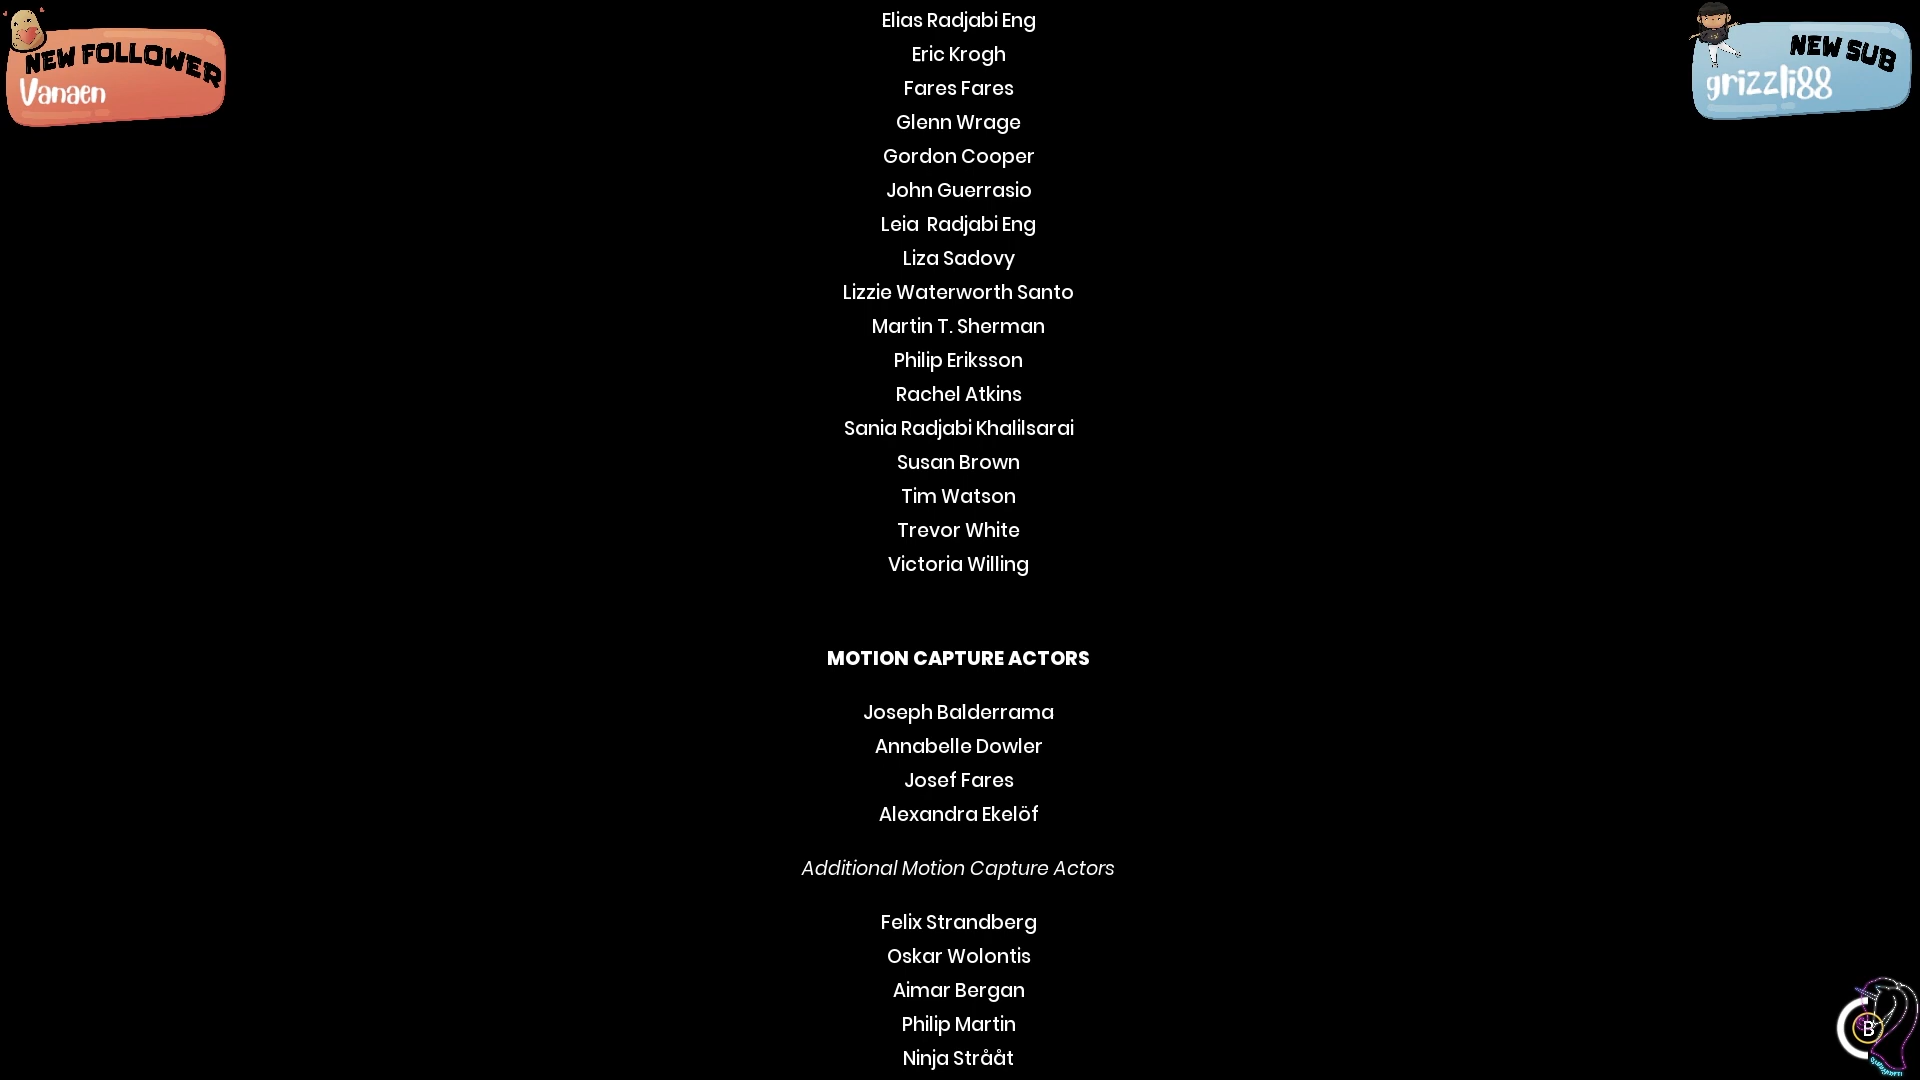 NEW FOLLOWER
Vanaen
NEW SUB
grizzli88
Elias Radjabi Eng
Eric Krogh
Fares Fares
Glenn Wrage
Gordon Cooper
John Guerrasio
Leia  Radjabi Eng
Liza Sadovy
Lizzie Waterworth Santo
Martin T. Sherman
Philip Eriksson
Rachel Atkins
Sania Radjabi Khalilsarai
Susan Brown
Tim Watson
Trevor White
Victoria Willing
MOTION CAPTURE ACTORS
Joseph Balderrama
Annabelle Dowler
Josef Fares
Alexandra Ekelöf
Additional Motion Capture Actors
Felix Strandberg
Oskar Wolontis
Aimar Bergan
Philip Martin
Ninja Strååt
B